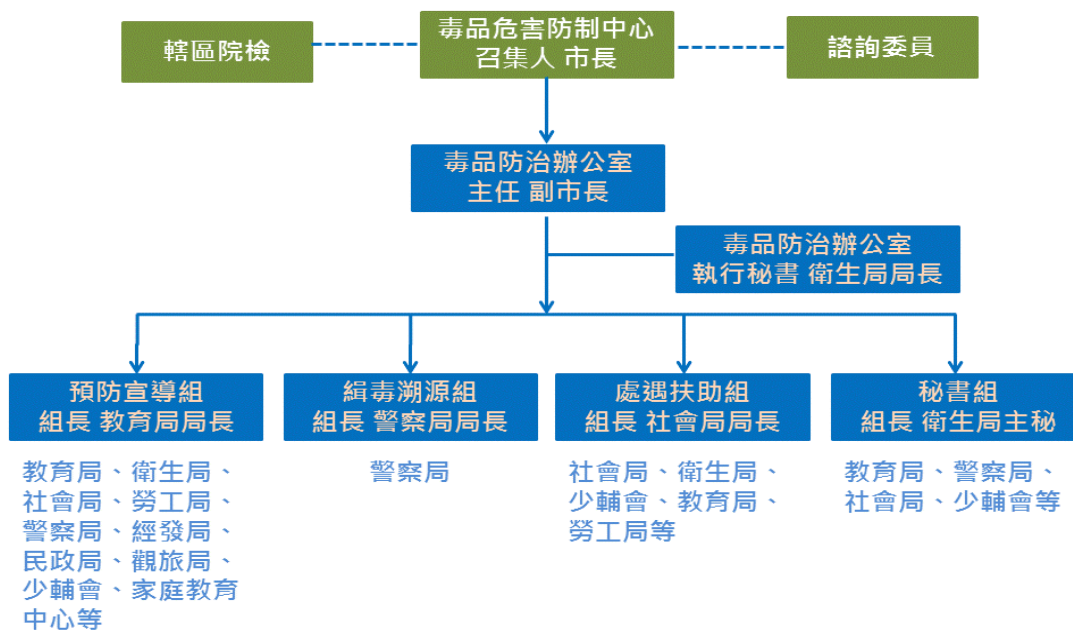 轄區院檢
毒品危害防制中心
召集人 市長
諮詢委員
毒品防治辦公室
主任 副市長
毒品防治辦公室
執行秘書 衛生局局長
預防宣導組
組長 教育局局長
緝毒溯源組
組長 警察局局長
處遇扶助組
組長 社會局局長
秘書組
組長 衛生局主秘
教育局、衛生局、
社會局、勞工局、
警察局、經發局、
民政局、觀旅局、
少輔會、家庭教育
中心等
警察局
社會局、衛生局、
少輔會、教育局、
勞工局等
教育局、警察局、
社會局、少輔會等